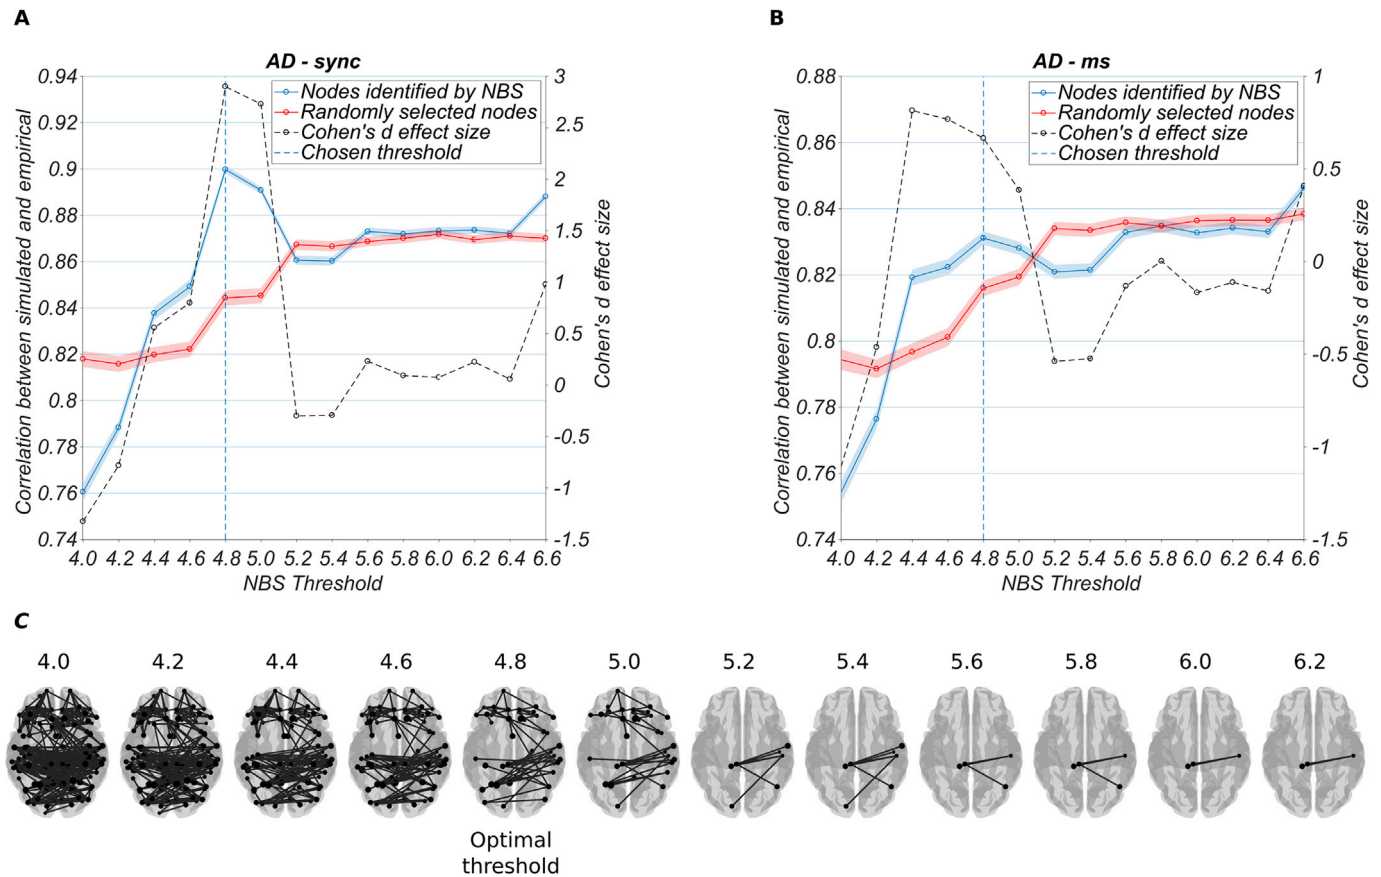 A
AD - sync
Correlation between simulated and empirical
0.94
0.92
0.9
0.88
0.86
0.84
0.82
0.8
0.78
0.76
0.74
Nodes identified by NBS
Randomly selected nodes
Cohen's d effect size
Chosen threshold
3
2.5
2
1.5
1
0.5
0
-0.5
-1
-1.5
Cohen's d effect size
4.0 4.2 4.4 4.6 4.8 5.0 5.2 5.4 5.6 5.8 6.0 6.2 6.4 6.6
NBS Threshold
B
AD - ms
Correlation between simulated and empirical
0.88
0.86
0.84
0.82
0.8
0.78
0.76
0.74
Nodes identified by NBS
Randomly selected nodes
Cohen's d effect size
Chosen threshold
1
0.5
0
-0.5
-1
-1.5
Cohen's d effect size
4.0 4.2 4.4 4.6 4.8 5.0 5.2 5.4 5.6 5.8 6.0 6.2 6.4 6.6
NBS Threshold
C
4.0 4.2 4.4 4.6 4.8 5.0 5.2 5.4 5.6 5.8 6.0 6.2
Optimal
threshold